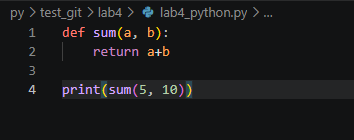 py > test_git > lab4 > lab4_python.py > ...
1 def sum(a, b):
2     return a+b
3
4 print(sum(5, 10))